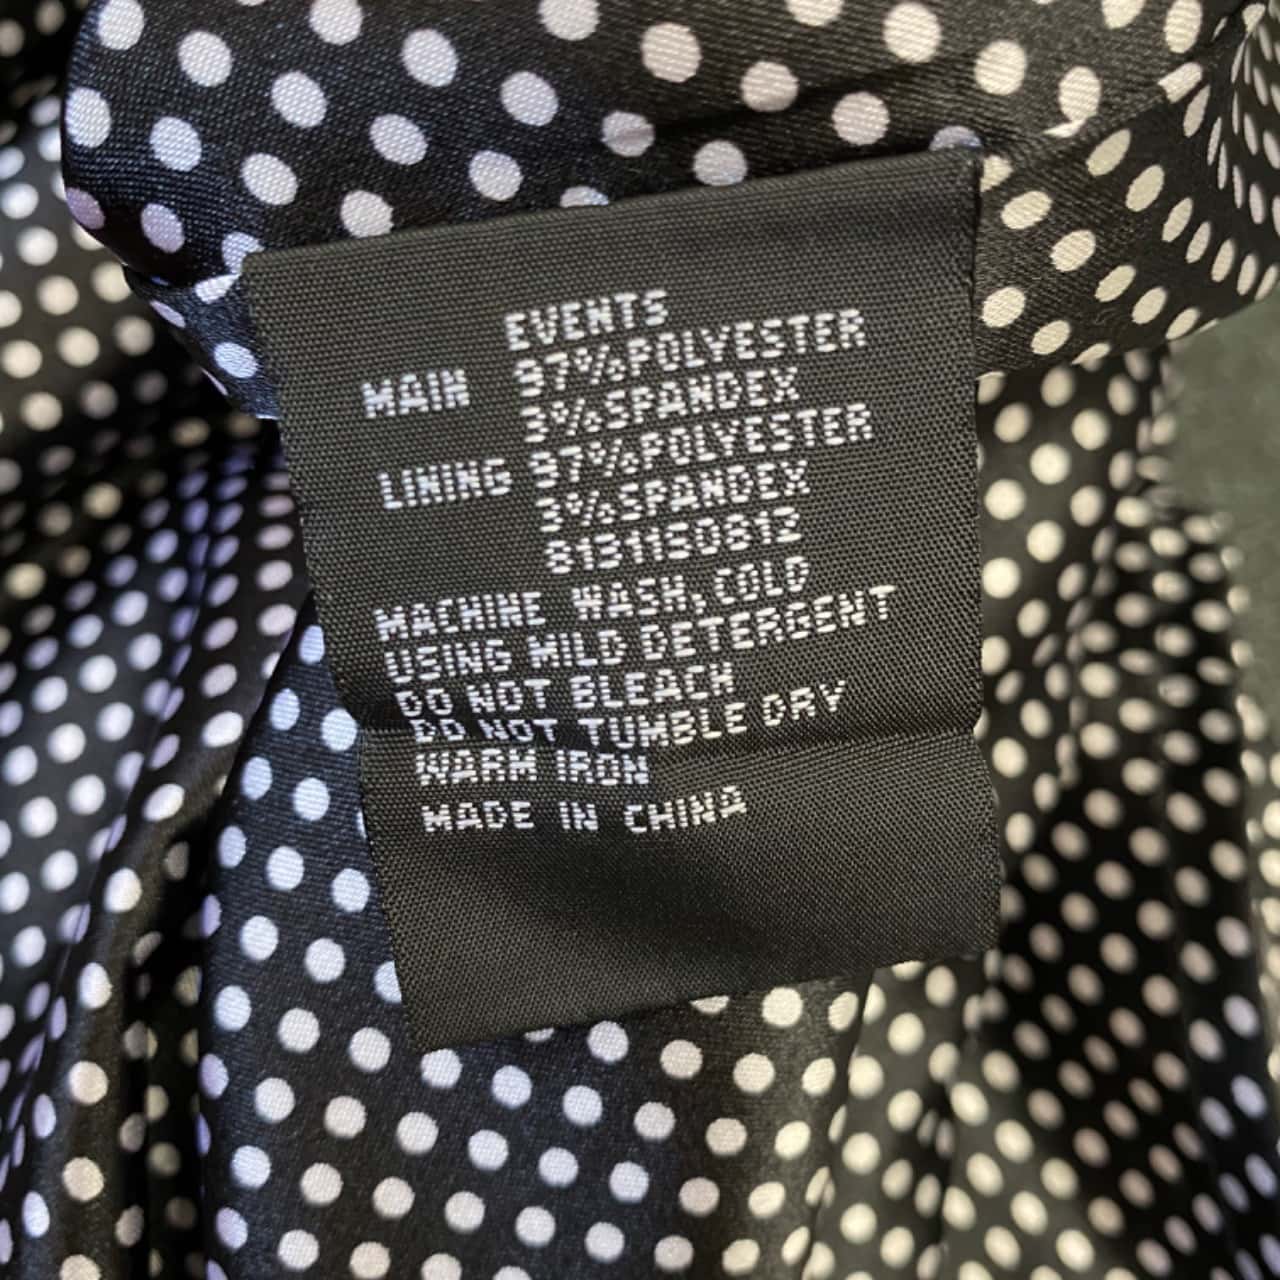 EVENTS
MAIN 97%POLYESTER
3%SPANDEX
LINING 97%POLYESTER
3%SPANDEX
8131150812
MACHINE WASH, COLD
USING MILD DETERGENT
DO NOT BLEACH
DO NOT TUMBLE DRY
WARM IRON
MADE IN CHINA